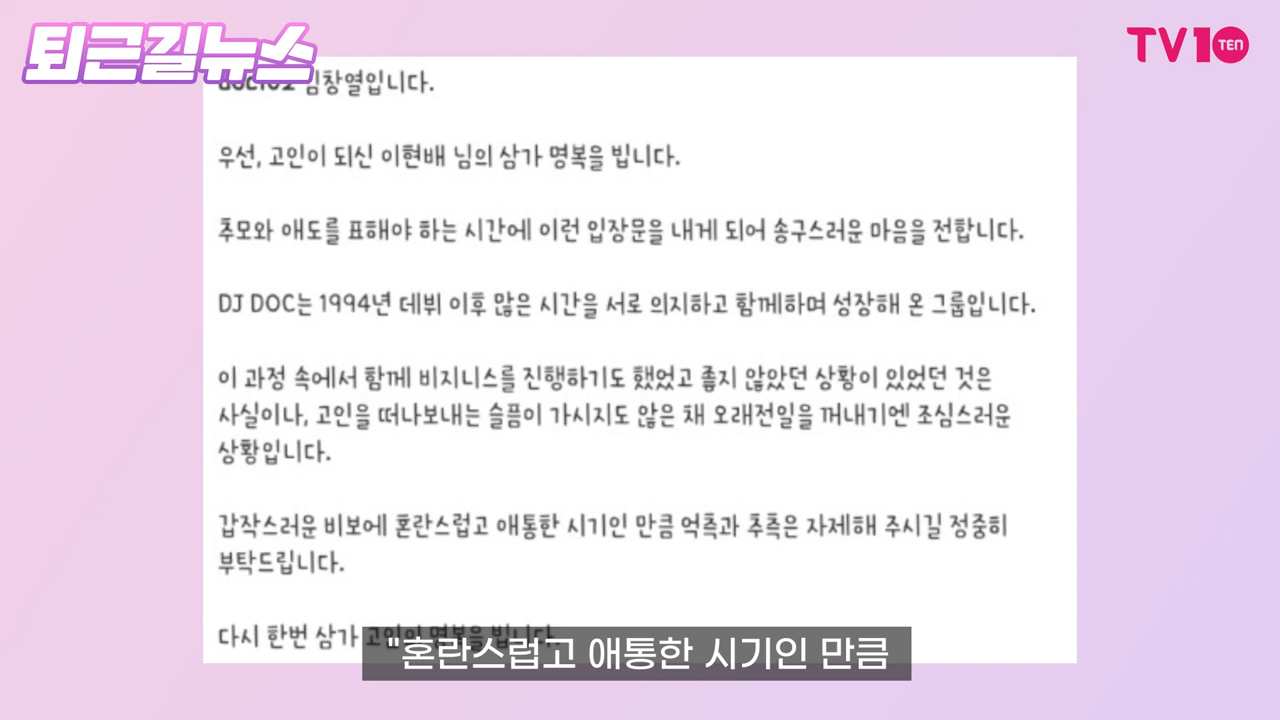 퇴근길뉴스
TV10
TEN
김창열입니다.
우선, 고인이 되신 이현배 님의 삼가 명복을 빕니다.
추모와 애도를 표해야 하는 시간에 이런 입장문을 내게 되어 송구스러운 마음을 전합니다.
DJ DOC는 1994년 데뷔 이후 많은 시간을 서로 의지하고 함께하며 성장해 온 그룹입니다.
이 과정 속에서 함께 비지니스를 진행하기도 했었고 좋지 않았던 상황이 있었던 것은
사실이나, 고인을 떠나보내는 슬픔이 가시지도 않은 채 오래전일을 꺼내기엔 조심스러운
상황입니다.
갑작스러운 비보에 혼란스럽고 애통한 시기인 만큼 억측과 추측은 자제해 주시길 정중히
부탁드립니다.
다시 한번 삼가 고인의 명복을 빕니다.
"혼란스럽고 애통한 시기인 만큼